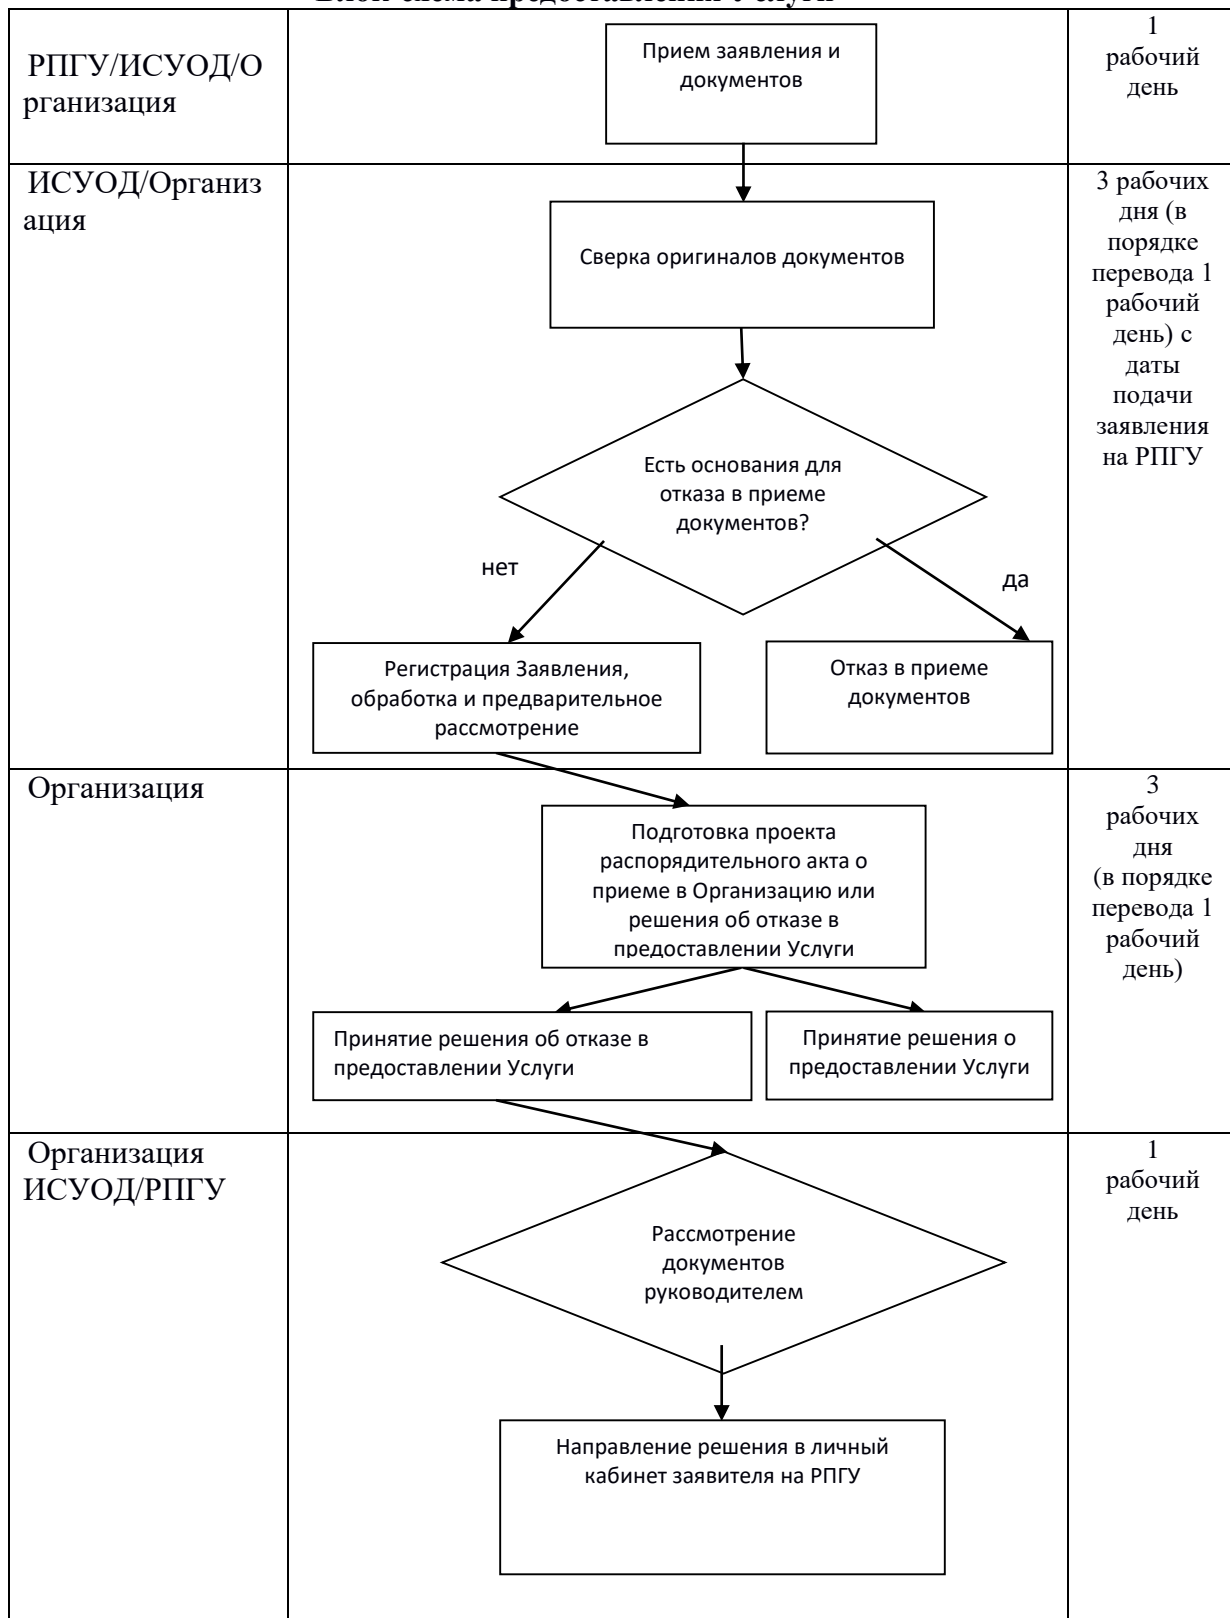 Блок-схема предоставления Услуги
РПГУ/ИСУОД/О
рганизация
Прием заявления и
документов
1
рабочий
день
ИСУОД/Организ
ация
Сверка оригиналов документов
Есть основания для
отказа в приеме
документов?
нет
да
Регистрация Заявления,
обработка и предварительное
рассмотрение
Отказ в приеме
документов
3 рабочих
дня (в
порядке
перевода 1
рабочий
день) с
даты
подачи
заявления
на РПГУ
Организация
Подготовка проекта
распорядительного акта о
приеме в Организацию или
решения об отказе в
предоставлении Услуги
Принятие решения об отказе в
предоставлении Услуги
Принятие решения о
предоставлении Услуги
3
рабочих
дня
(в порядке
перевода 1
рабочий
день)
Организация
ИСУОД/РПГУ
Рассмотрение
документов
руководителем
Направление решения в личный
кабинет заявителя на РПГУ
1
рабочий
день